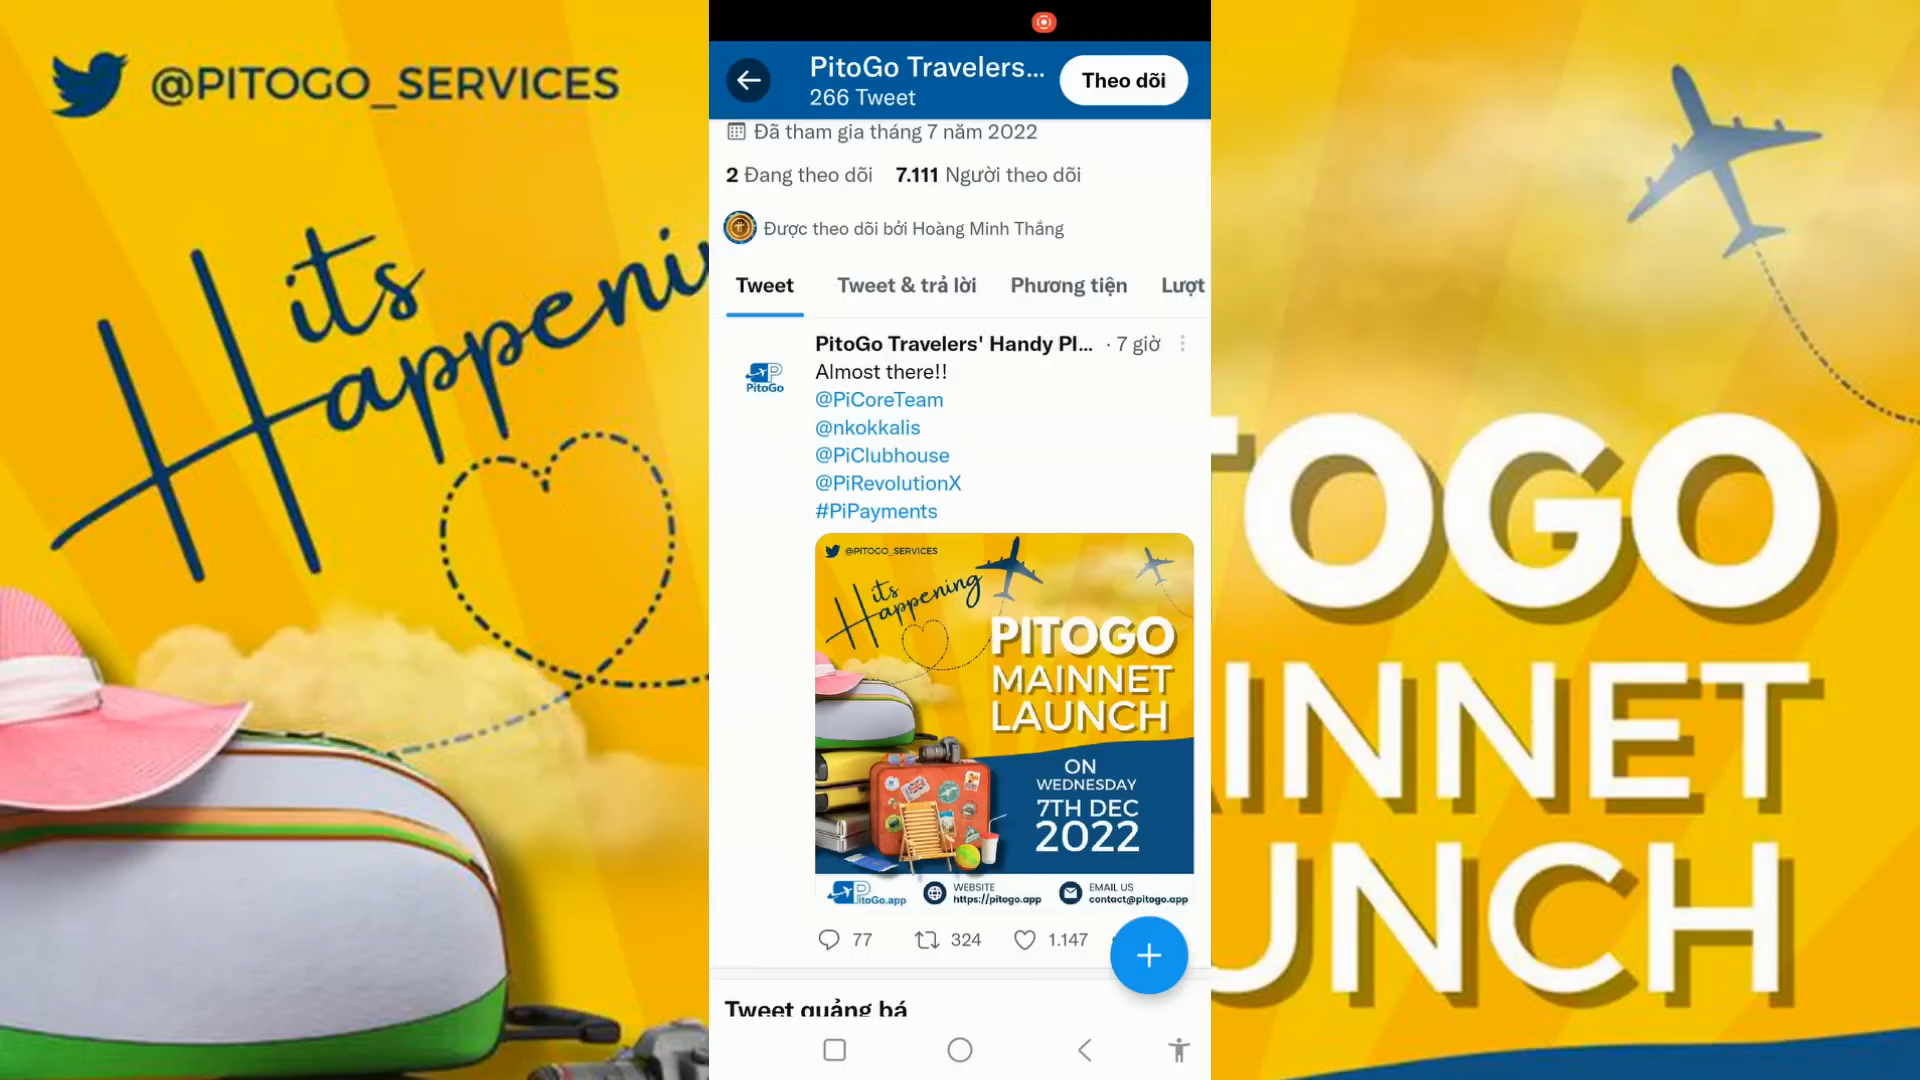 @PITOGO_SERVICES
its
Happeni
PitoGo Travelers...
266 Tweet
Theo dõi
Đã tham gia tháng 7 năm 2022
2 Đang theo dõi 7.111 Người theo dõi
Được theo dõi bởi Hoàng Minh Thắng
Tweet
Tweet & trả lời
Phương tiện
Lượt
PitoGo Travelers' Handy Pl... · 7 giờ
Almost there!!
@PiCoreTeam
@nkokkalis
@PiClubhouse
@PiRevolutionX
#PiPayments
PitoGo
@PITOGO_SERVICES
its
Happening
PITOGO
MAINNET
LAUNCH
ON
WEDNESDAY
7TH DEC
2022
PitoGo.app
WEBSITE
https://pitogo.app
EMAIL US
contact@pitogo.app
77
324
1.147
Tweet quảng bá
TOGO
INNET
UNCH